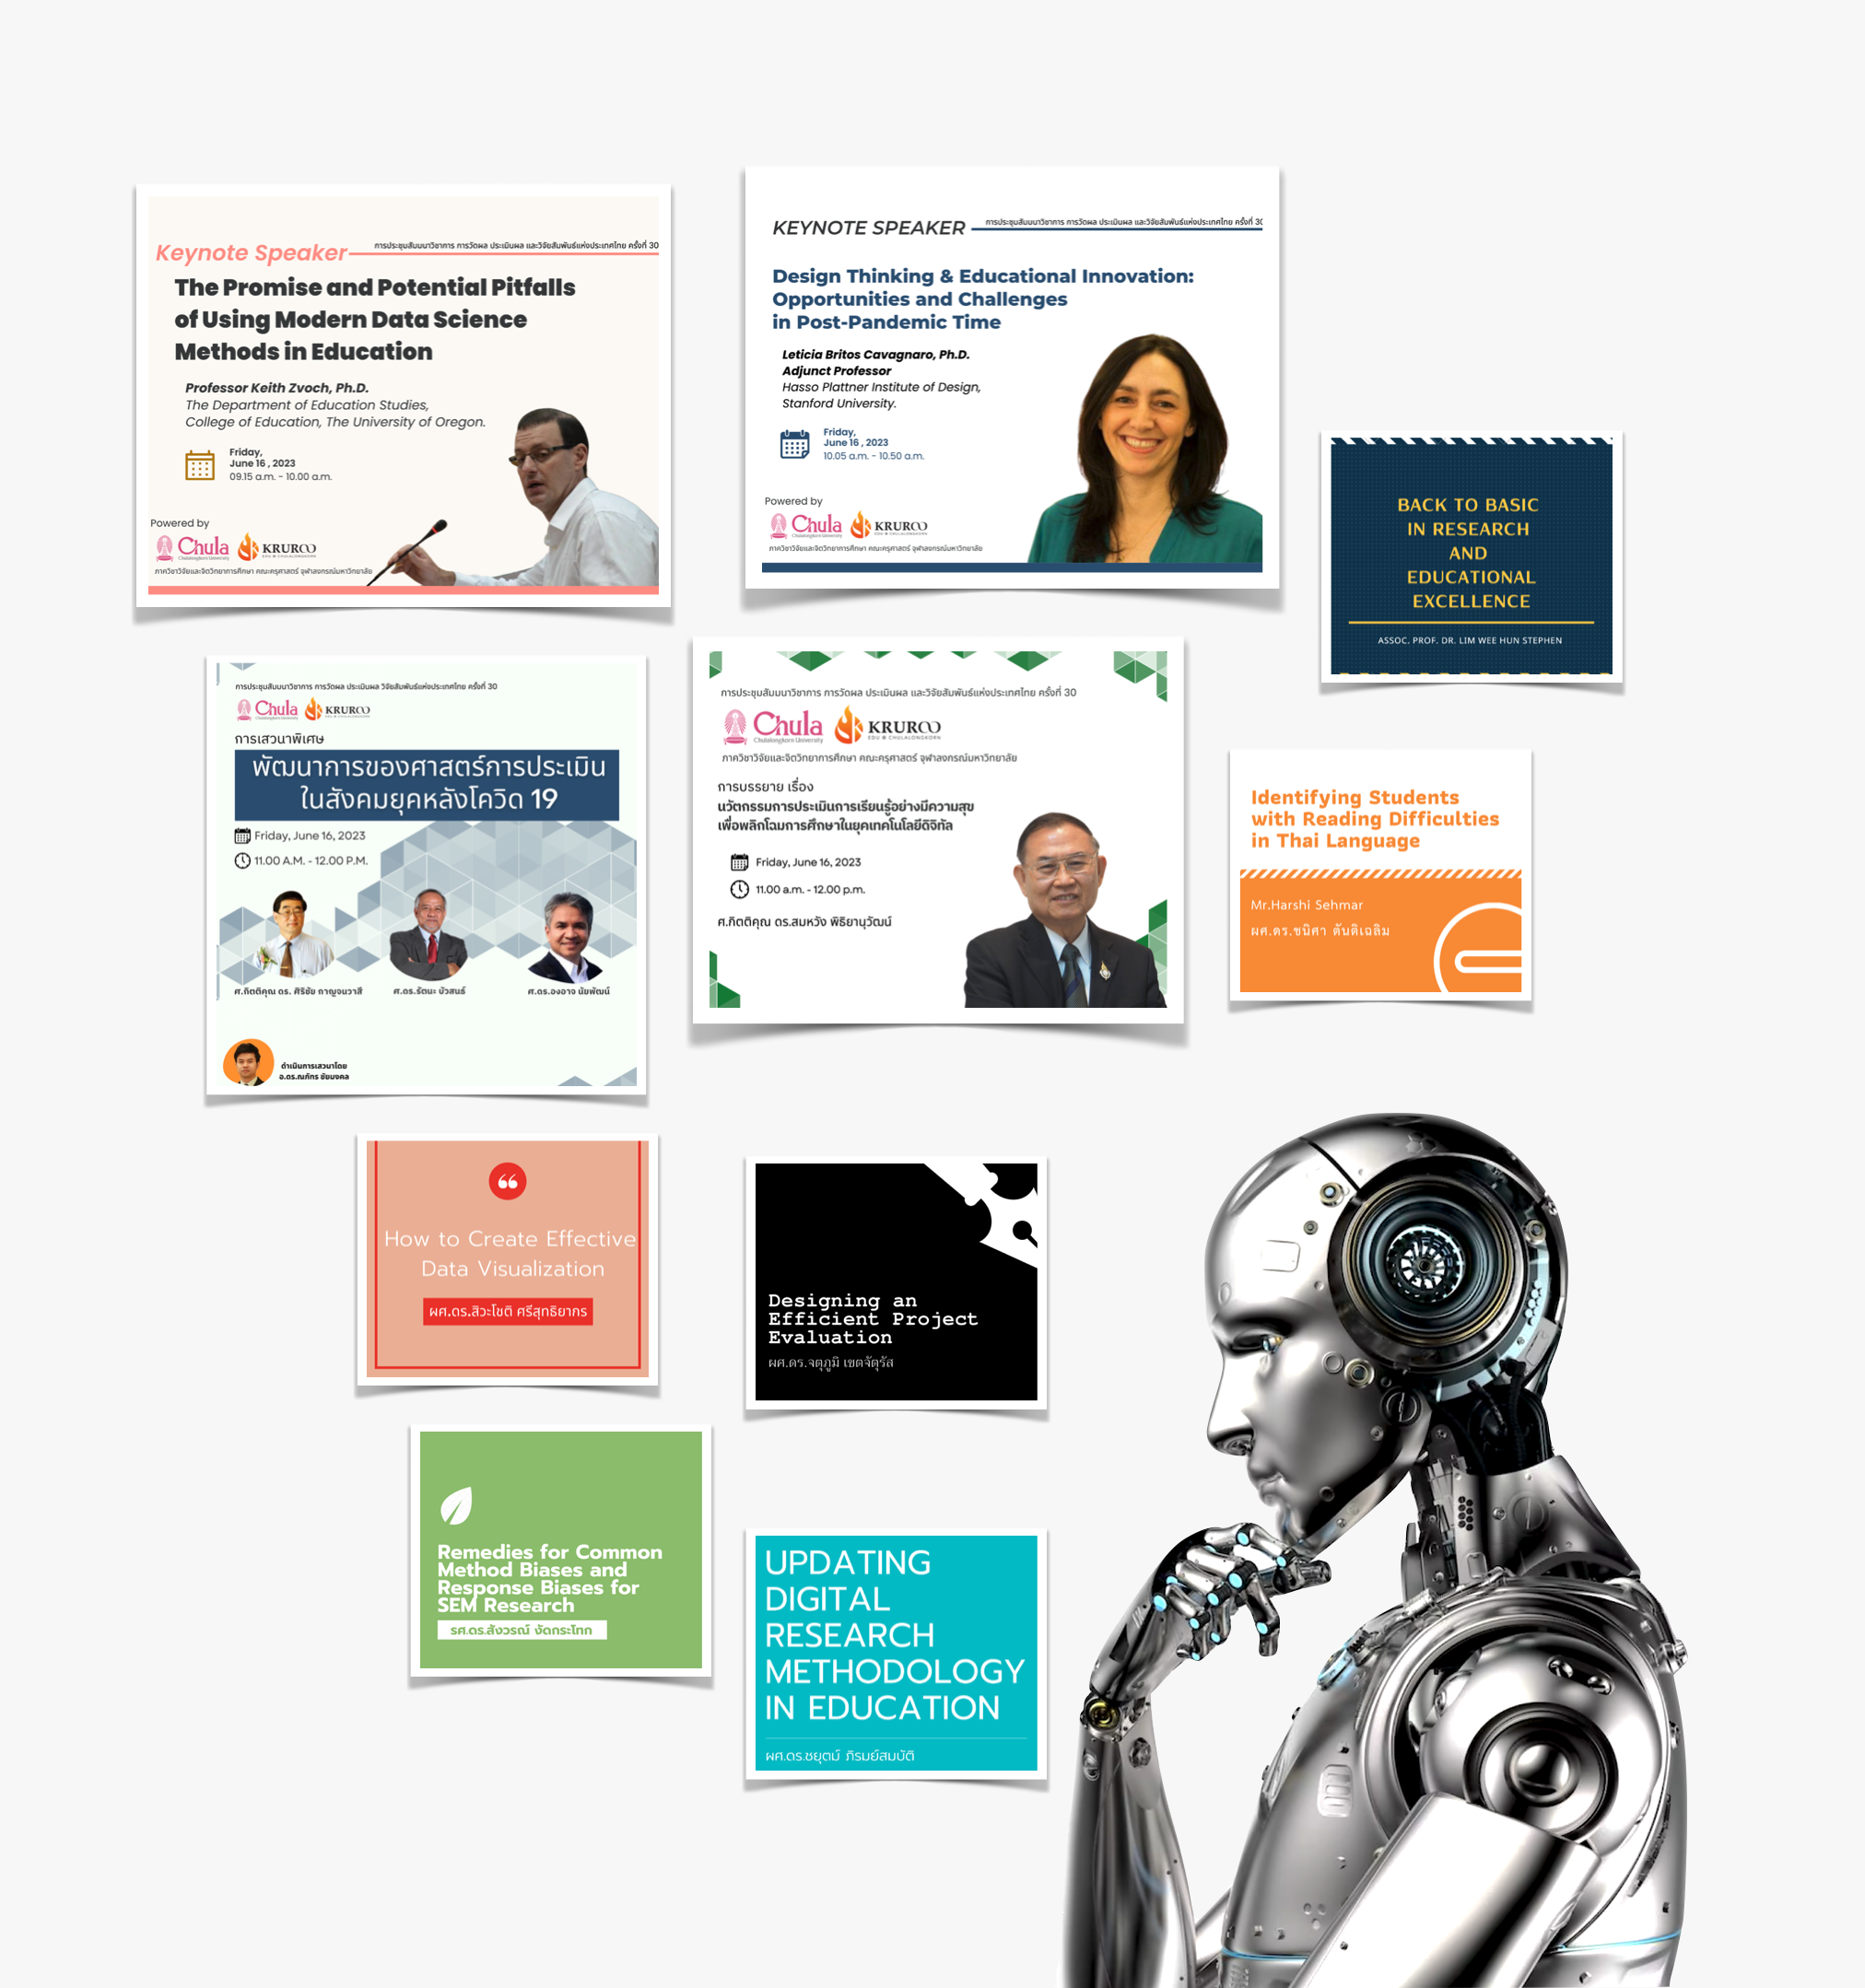 Keynote Speaker
การประชุมสัมมนาวิชาการ การวัดผล ประเมินผล และวิจัยสัมพันธ์แห่งประเทศไทย ครั้งที่ 30
The Promise and Potential Pitfalls
of Using Modern Data Science
Methods in Education
Professor Keith Zvoch, Ph.D.
The Department of Education Studies,
College of Education, The University of Oregon.
Friday,
June 16 , 2023
09.15 a.m. - 10.00 a.m.
Powered by
Chula
Chulalongkorn University
KRUROO
EDU @ CHULALONGKORN
ภาควิชาวิจัยและจิตวิทยาการศึกษา คณะครุศาสตร์ จุฬาลงกรณ์มหาวิทยาลัย
KEYNOTE SPEAKER
การประชุมสัมมนาวิชาการ การวัดผล ประเมินผล และวิจัยสัมพันธ์แห่งประเทศไทย ครั้งที่ 30
Design Thinking & Educational Innovation:
Opportunities and Challenges
in Post-Pandemic Time
Leticia Britos Cavagnaro, Ph.D.
Adjunct Professor
Hasso Plattner Institute of Design,
Stanford University.
Friday,
June 16 , 2023
10.05 a.m. - 10.50 a.m.
Powered by
Chula
Chulalongkorn University
KRUROO
EDU @ CHULALONGKORN
ภาควิชาวิจัยและจิตวิทยาการศึกษา คณะครุศาสตร์ จุฬาลงกรณ์มหาวิทยาลัย
BACK TO BASIC
IN RESEARCH
AND
EDUCATIONAL
EXCELLENCE
ASSOC. PROF. DR. LIM WEE HUN STEPHEN
การประชุมสัมมนาวิชาการ การวัดผล ประเมินผล วิจัยสัมพันธ์แห่งประเทศไทย ครั้งที่ 30
Chula
Chulalongkorn University
KRUROO
EDU @ CHULALONGKORN
การเสวนาพิเศษ
พัฒนาการของศาสตร์การประเมิน
ในสังคมยุคหลังโควิด 19
Friday, June 16, 2023
11.00 A.M. - 12.00 P.M.
ศ.กิตติคุณ ดร. ศิริชัย กาญจนวาสี
ศ.ดร.รัตนะ บัวสนธ์
ศ.ดร.องอาจ นัยพัฒน์
ดำเนินการเสวนาโดย
อ.ดร.ณภัทร ชัยมงคล
การประชุมสัมมนาวิชาการ การวัดผล ประเมินผล และวิจัยสัมพันธ์แห่งประเทศไทย ครั้งที่ 30
Chula
Chulalongkorn University
KRUROO
EDU @ CHULALONGKORN
ภาควิชาวิจัยและจิตวิทยาการศึกษา คณะครุศาสตร์ จุฬาลงกรณ์มหาวิทยาลัย
การบรรยาย เรื่อง
นวัตกรรมการประเมินการเรียนรู้อย่างมีความสุข
เพื่อพลิกโฉมการศึกษาในยุคเทคโนโลยีดิจิทัล
Friday, June 16, 2023
11.00 a.m. - 12.00 p.m.
ศ.กิตติคุณ ดร.สมหวัง พิธิยานุวัฒน์
Identifying Students
with Reading Difficulties
in Thai Language
Mr.Harshi Sehmar
ผศ.ดร.ชนิศา ตันติเฉลิม
How to Create Effective
Data Visualization
ผศ.ดร.สิวะโชติ ศรีสุทธิยากร
Designing an
Efficient Project
Evaluation
ผศ.ดร.จตุภูมิ เขตจัตุรัส
Remedies for Common
Method Biases and
Response Biases for
SEM Research
รศ.ดร.สังวรณ์ งัดกระโทก
UPDATING
DIGITAL
RESEARCH
METHODOLOGY
IN EDUCATION
ผศ.ดร.ชยุตม์ ภิรมย์สมบัติ